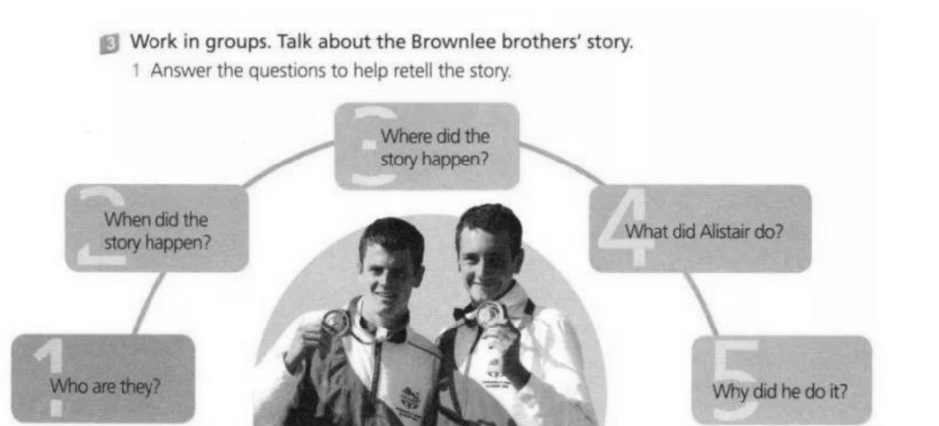 3 Work in groups. Talk about the Brownlee brothers' story.
1 Answer the questions to help retell the story.
1
Who are they?
2
When did the
story happen?
3
Where did the
story happen?
4
What did Alistair do?
5
Why did he do it?